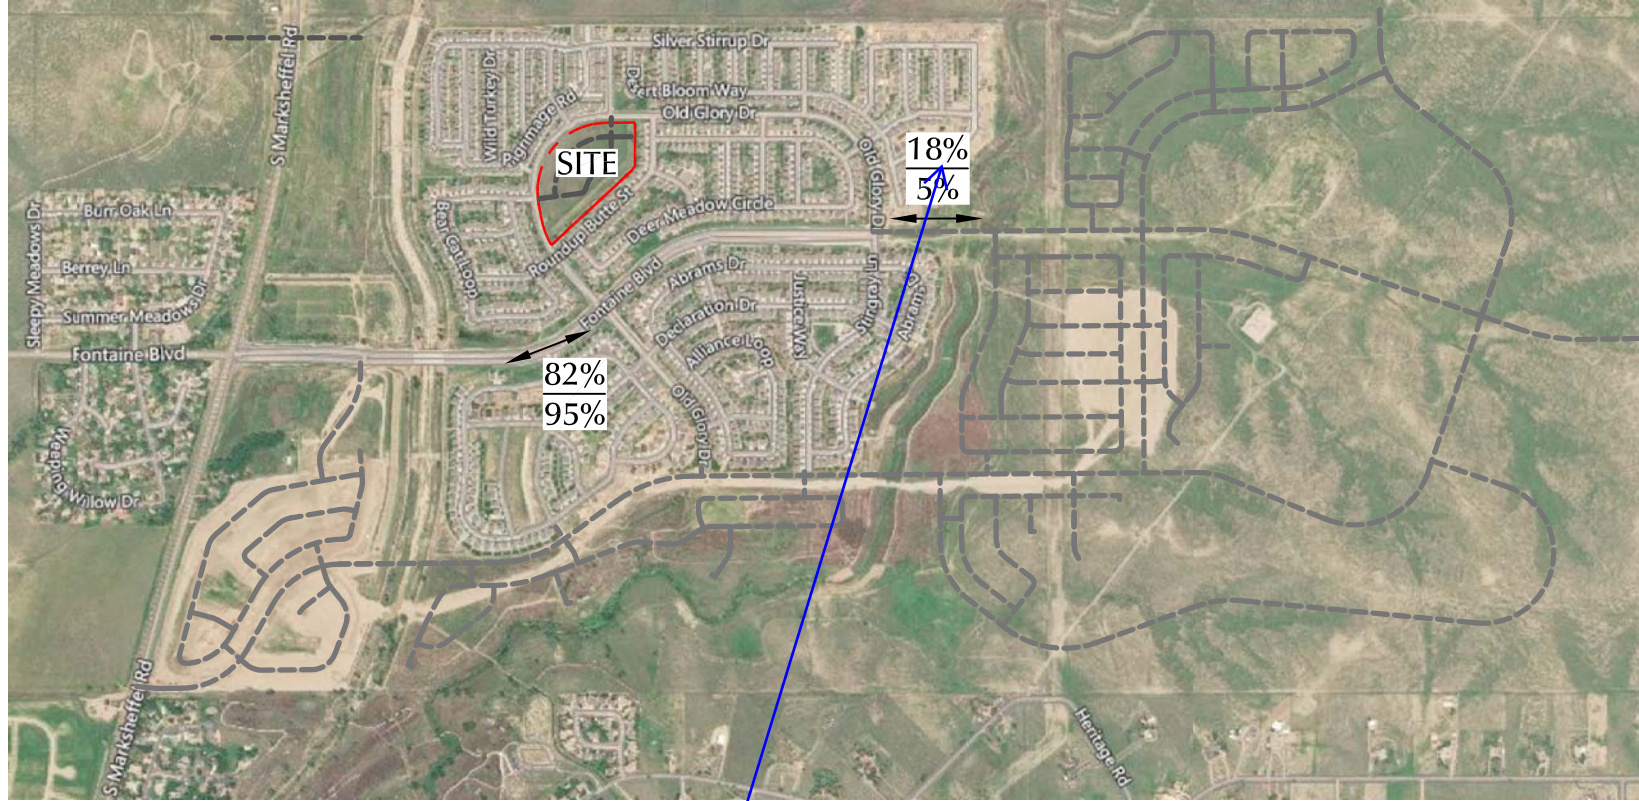 Silver Stirrup Dr
S Marksheffel Rd
Wild Turkey Dr
Desert Bloom Way
Pilgrimage Rd
Old Glory Dr
SITE
Old Glory Dr
18%
5%
Sleepy Meadows Dr
Burr Oak Ln
Bear Cat Loop
Roundup Butte St
Deer Meadow Circle
Berrey Ln
Abrams Dr
Fontaine Blvd
Summer Meadows Dr
Declaration Dr
Justice Way
Abrams D
Fontaine Blvd
Alliance Loop
82%
95%
Old Glory Dr
Weeping Willow Dr
S Marksheffel Rd
Heritage Rd